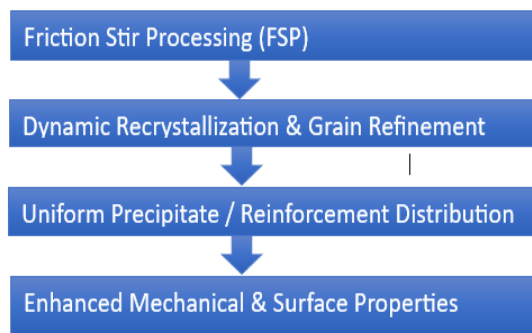 Friction Stir Processing (FSP)
Dynamic Recrystallization & Grain Refinement
Uniform Precipitate / Reinforcement Distribution
Enhanced Mechanical & Surface Properties